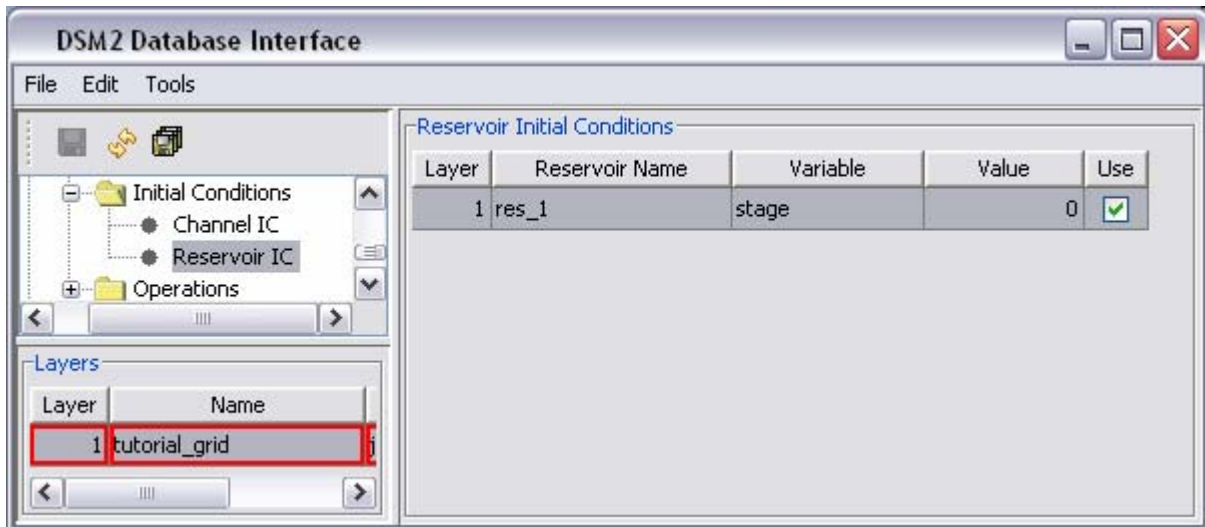 DSM2 Database Interface
File Edit Tools
Initial Conditions
Channel IC
Reservoir IC
Operations
Layers
Layer Name
1 tutorial_grid j
Reservoir Initial Conditions
Layer Reservoir Name Variable Value Use
1 res_1 stage 0